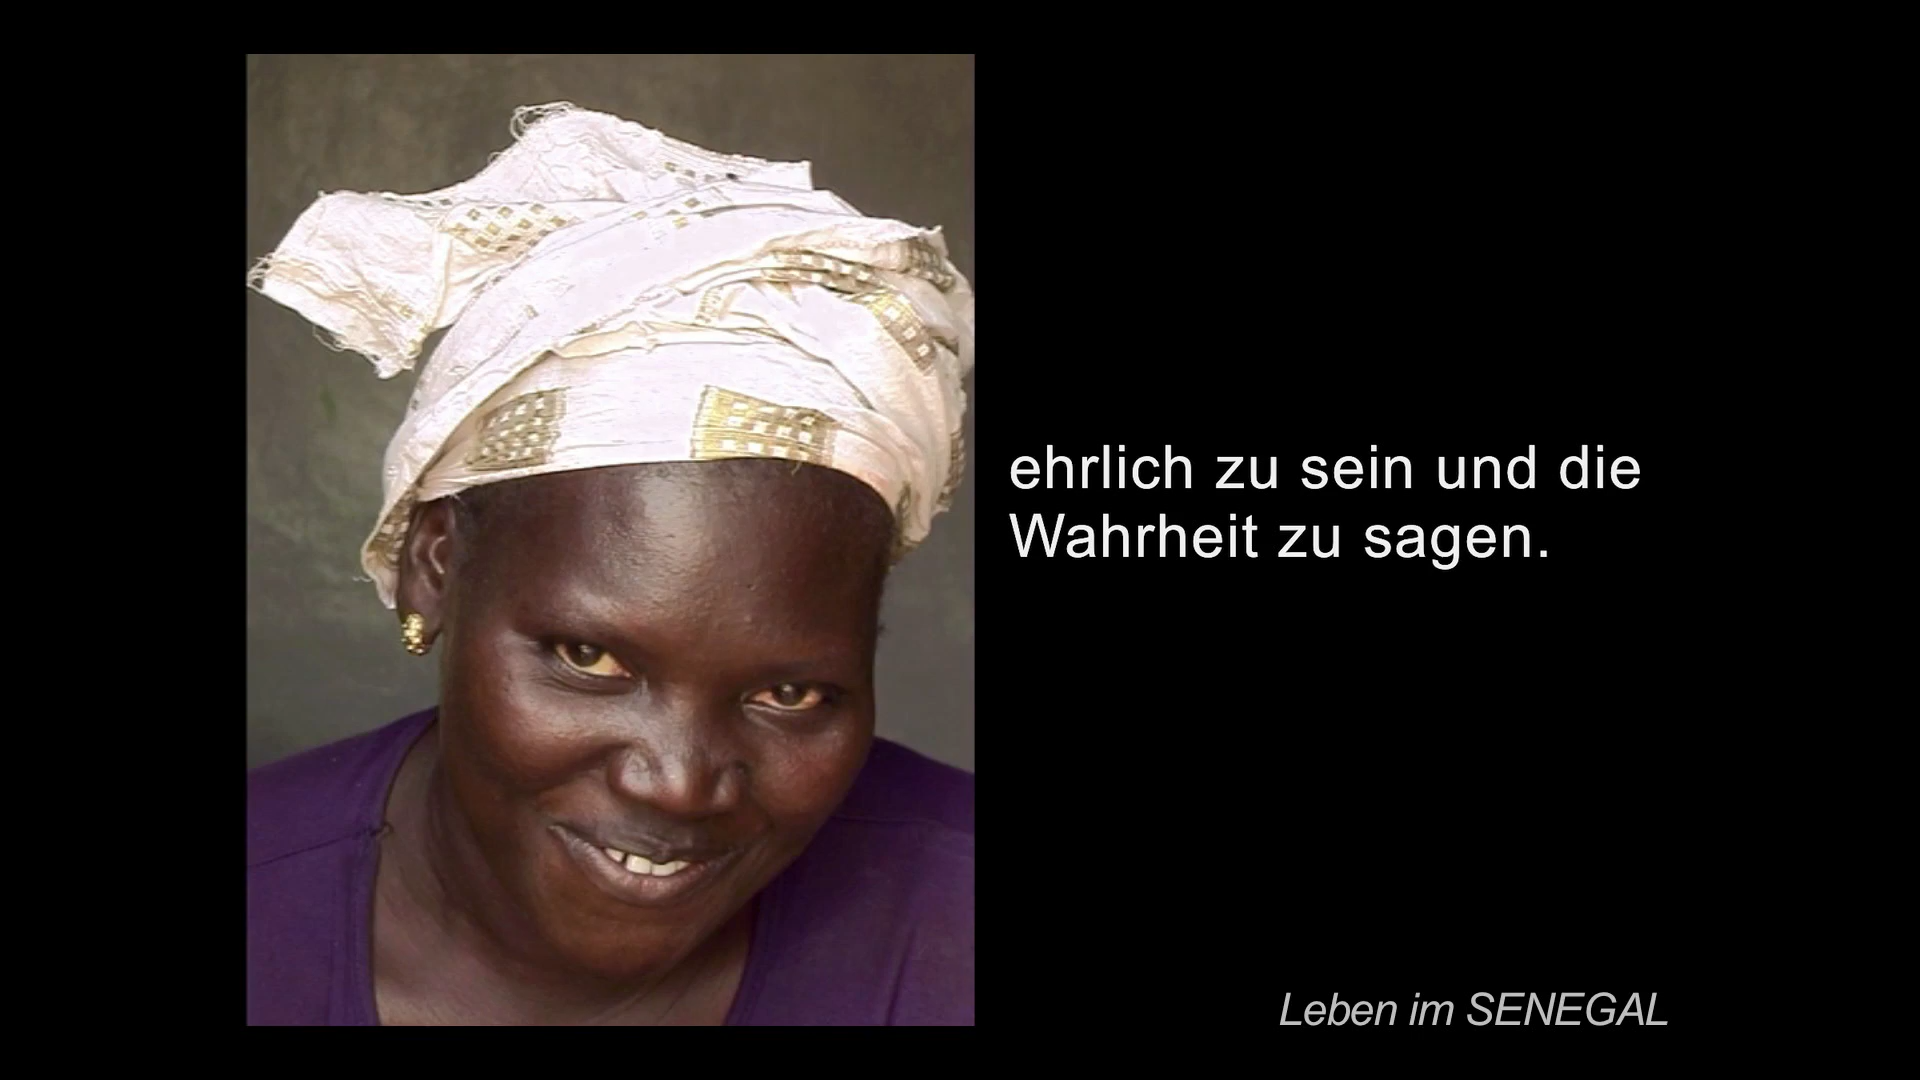 ehrlich zu sein und die
Wahrheit zu sagen.
Leben im SENEGAL